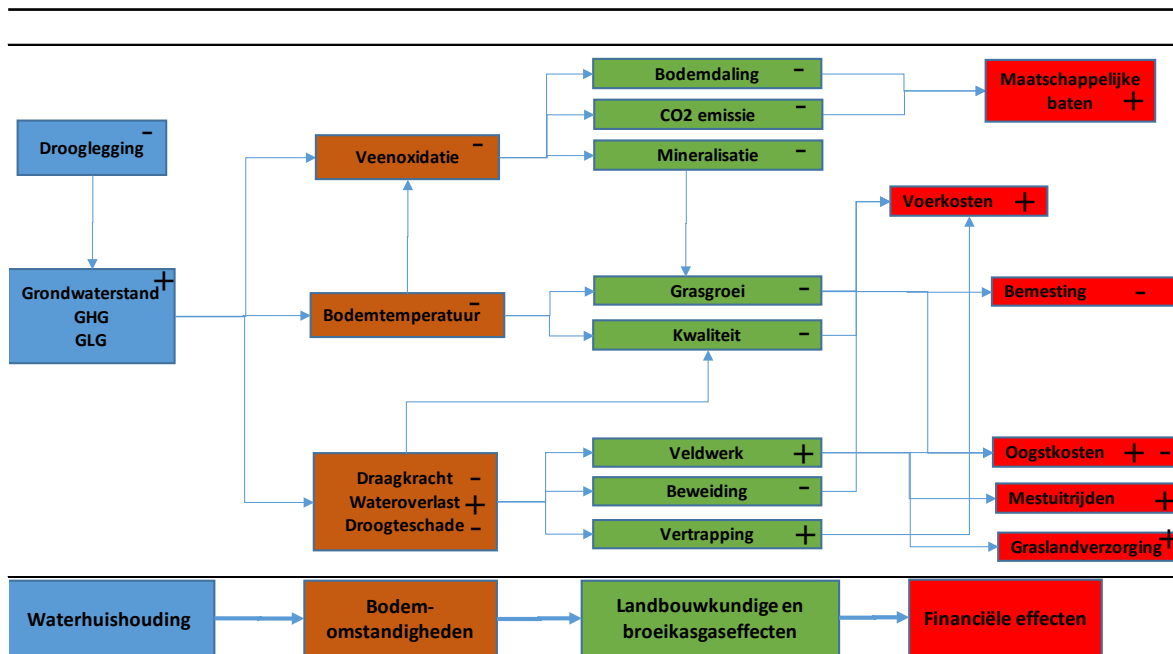 Drooglegging -
Grondwaterstand +
GHG
GLG
Veenoxidatie -
Bodemtemperatuur -
Draagkracht -
Wateroverlast +
Droogteschade -
Bodemdaling -
CO2 emissie -
Mineralisatie -
Grasgroei -
Kwaliteit -
Veldwerk +
Beweiding -
Vertrapping +
Maatschappelijke
baten +
Voerkosten +
Bemesting -
Oogstkosten + -
Mestuitrijden +
Graslandverzorging +
Waterhuishouding
Bodem-
omstandigheden
Landbouwkundige en
broeikasgaseffecten
Financiële effecten